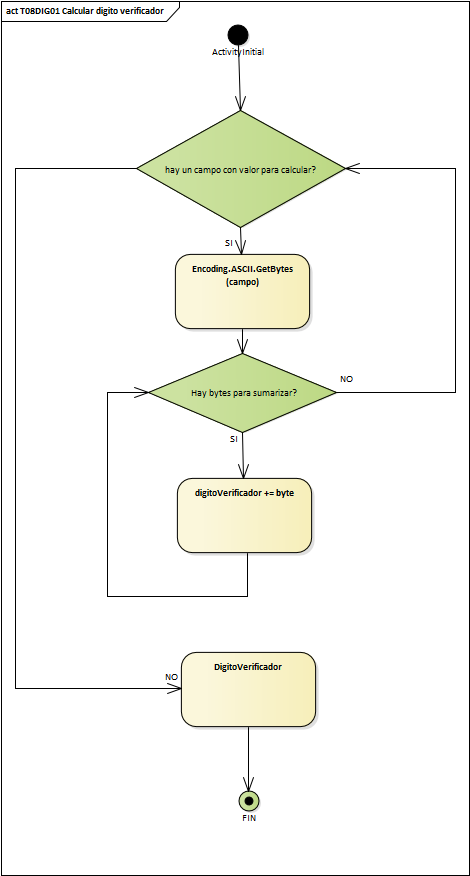 act T08DIG01 Calcular digito verificador
ActivityInitial
hay un campo con valor para calcular?
SI
Encoding.ASCII.GetBytes
(campo)
NO
Hay bytes para sumarizar?
SI
digitoVerificador += byte
DigitoVerificador
NO
FIN